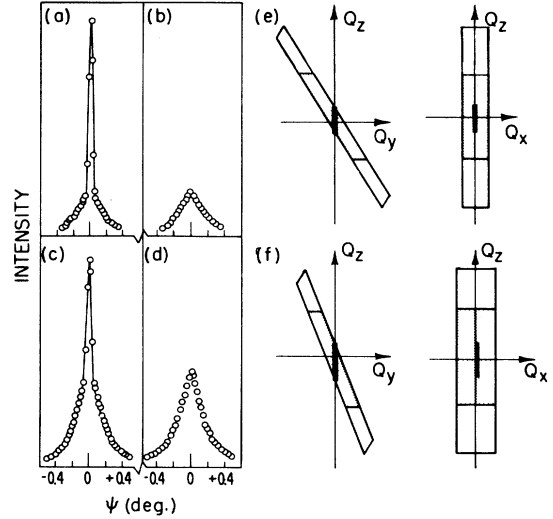 (a)
(b)
(c)
(d)
INTENSITY
-0.4 0 +0.4 -0.4 0 +0.4
ψ (deg.)
(e)
Qz
Qy
Qz
Qx
(f)
Qz
Qy
Qz
Qx